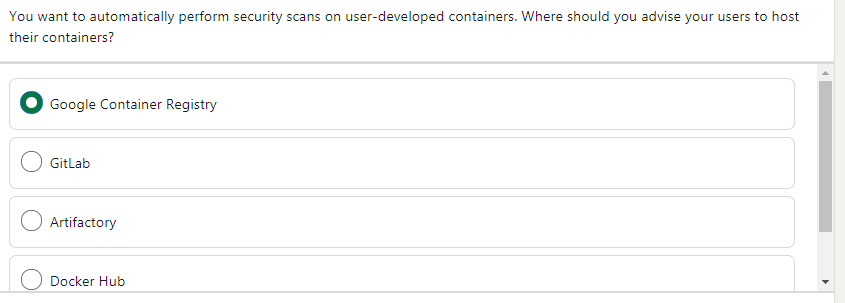 You want to automatically perform security scans on user-developed containers. Where should you advise your users to host
their containers?
Google Container Registry
GitLab
Artifactory
Docker Hub